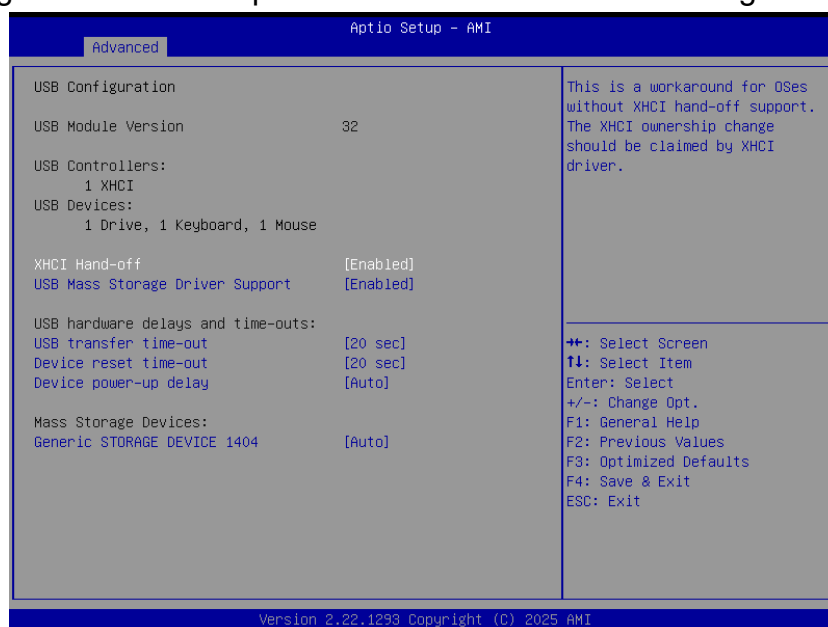 Aptio Setup – AMI
Advanced
USB Configuration
USB Module Version 32
USB Controllers:
1 XHCI
USB Devices:
1 Drive, 1 Keyboard, 1 Mouse
XHCI Hand-off [Enabled]
USB Mass Storage Driver Support [Enabled]
USB hardware delays and time-outs:
USB transfer time-out [20 sec]
Device reset time-out [20 sec]
Device power-up delay [Auto]
Mass Storage Devices:
Generic STORAGE DEVICE 1404 [Auto]
This is a workaround for OSes
without XHCI hand-off support.
The XHCI ownership change
should be claimed by XHCI
driver.
→←: Select Screen
↑↓: Select Item
Enter: Select
+/-: Change Opt.
F1: General Help
F2: Previous Values
F3: Optimized Defaults
F4: Save & Exit
ESC: Exit
Version 2.22.1293 Copyright (C) 2025 AMI